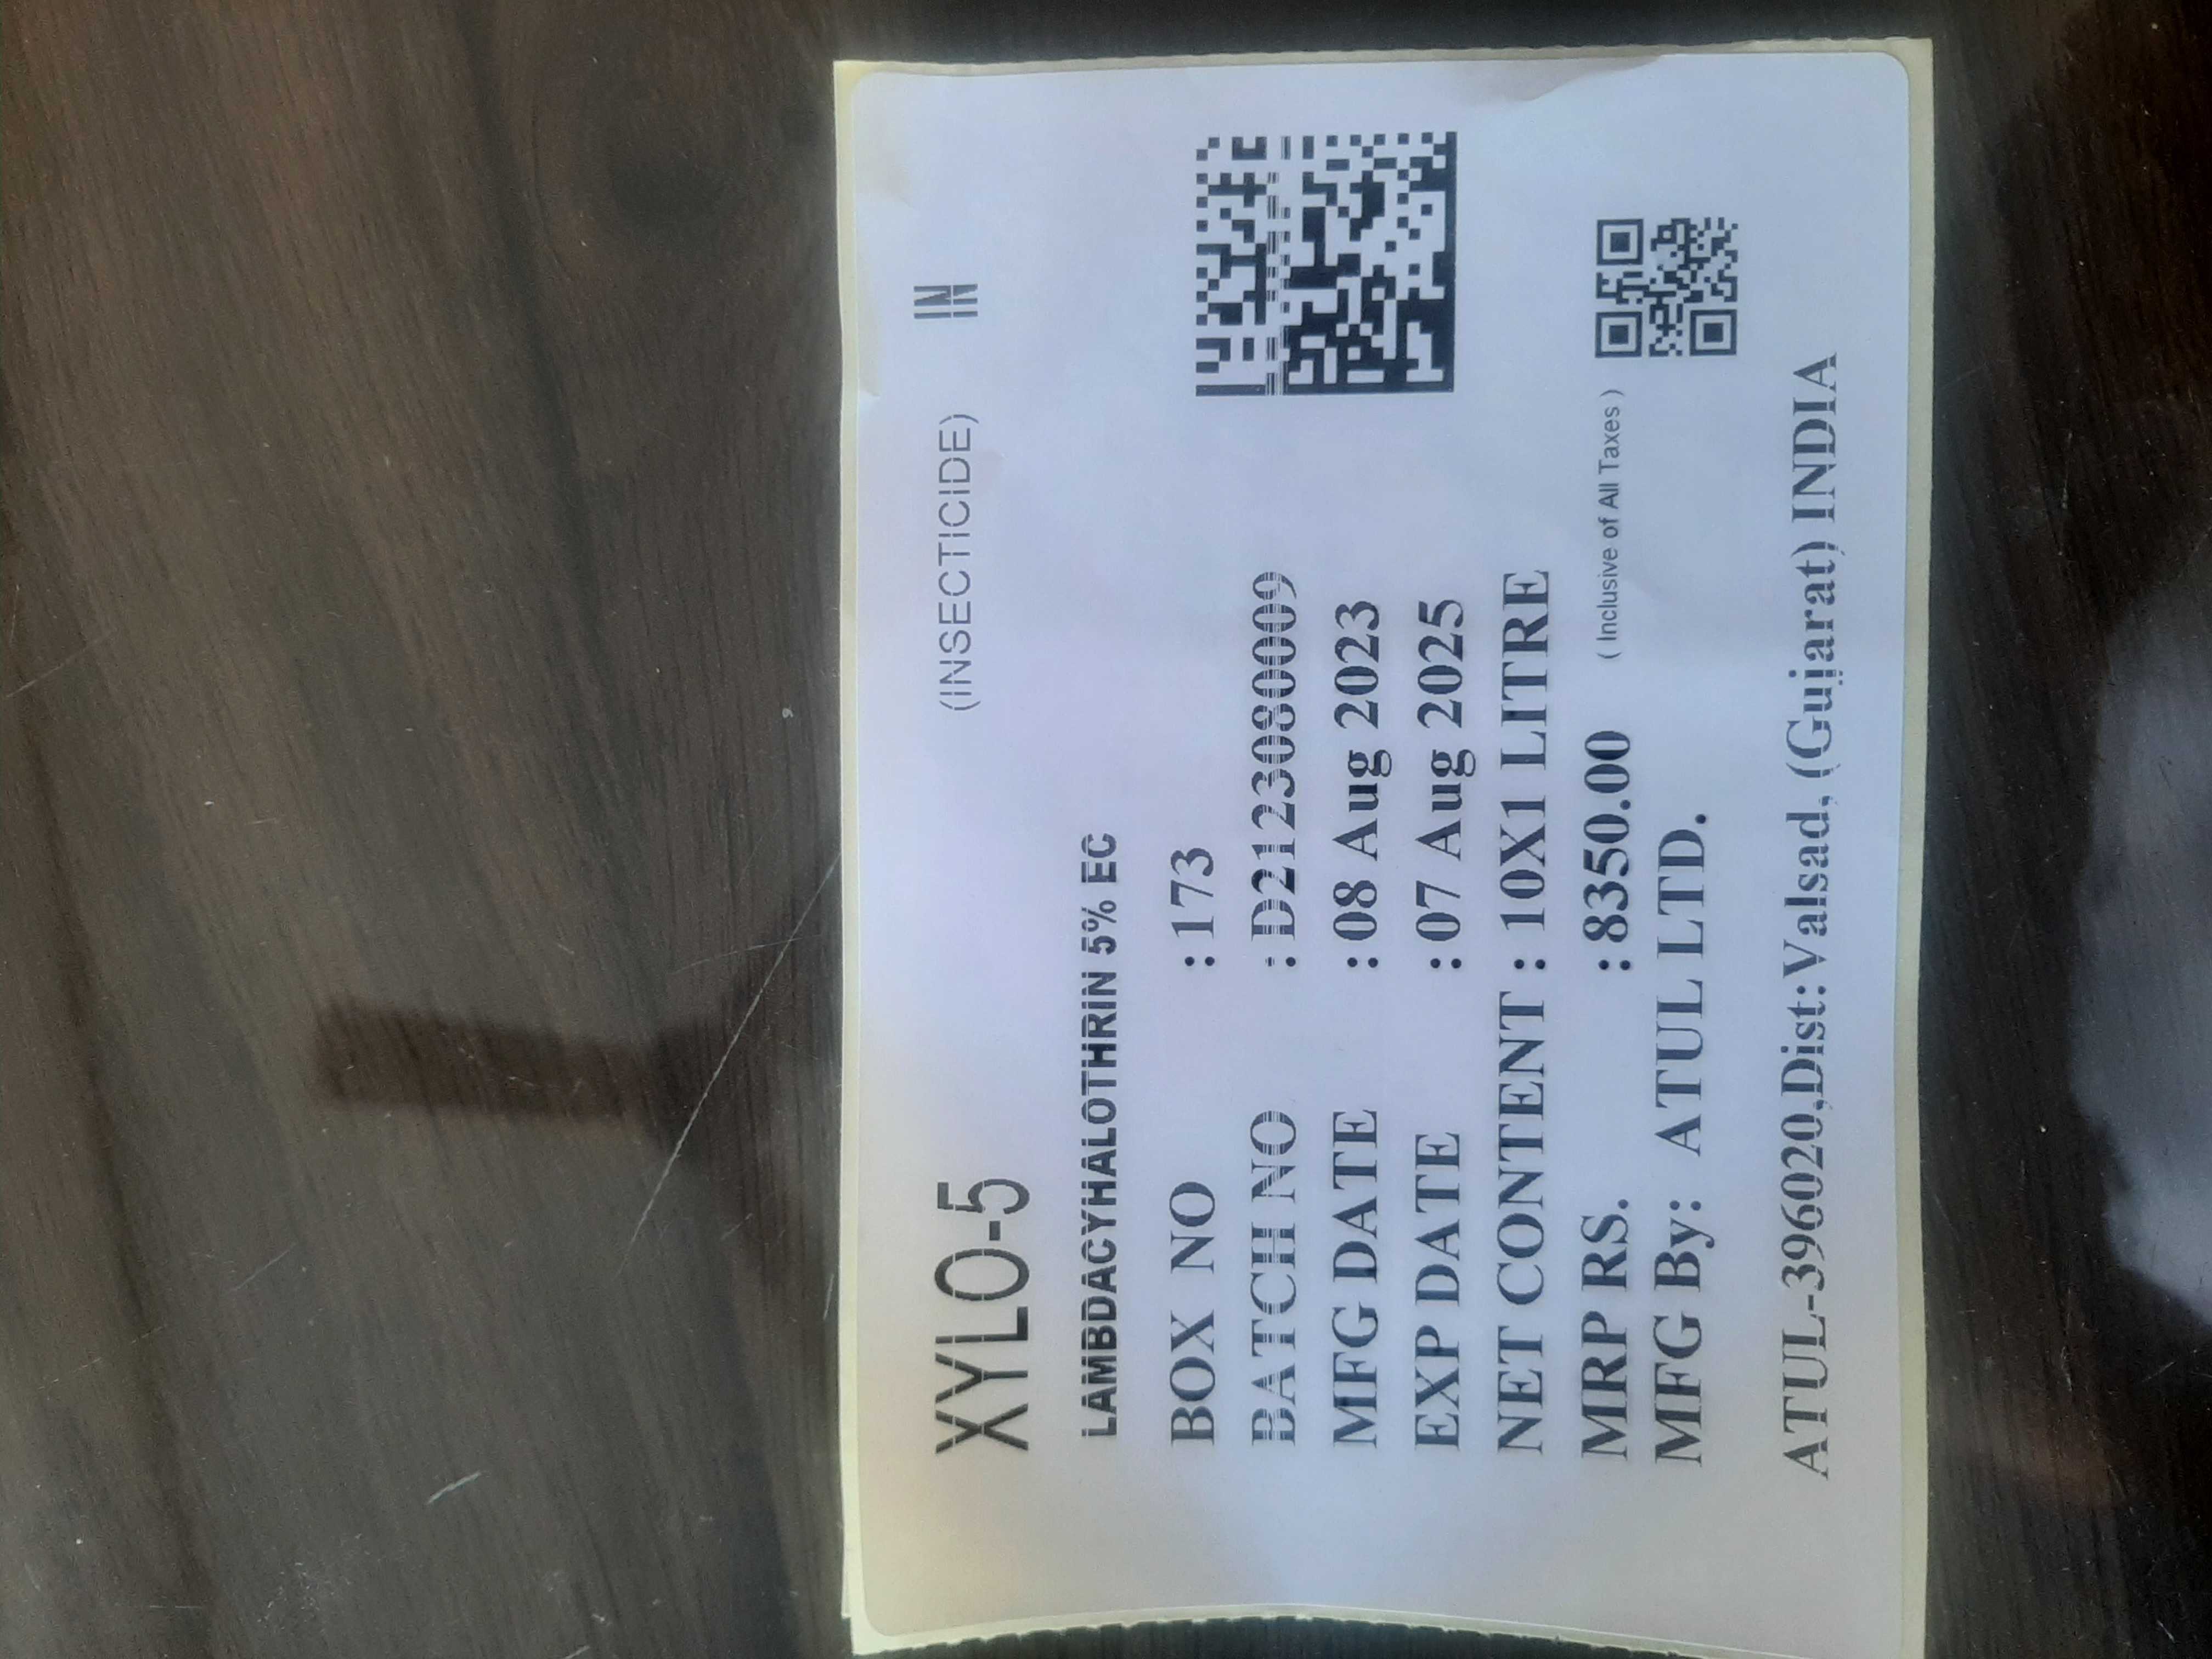 XYLO-5 (INSECTICIDE) IN
LAMBDACYHALOTHRIN 5% EC
BOX NO : 173
BATCH NO : D2123080009
MFG DATE : 08 Aug 2023
EXP DATE : 07 Aug 2025
NET CONTENT : 10X1 LITRE
MRP RS. : 8350.00 ( Inclusive of All Taxes )
MFG By: ATUL LTD.
ATUL-396020,Dist:Valsad, (Gujarat) INDIA